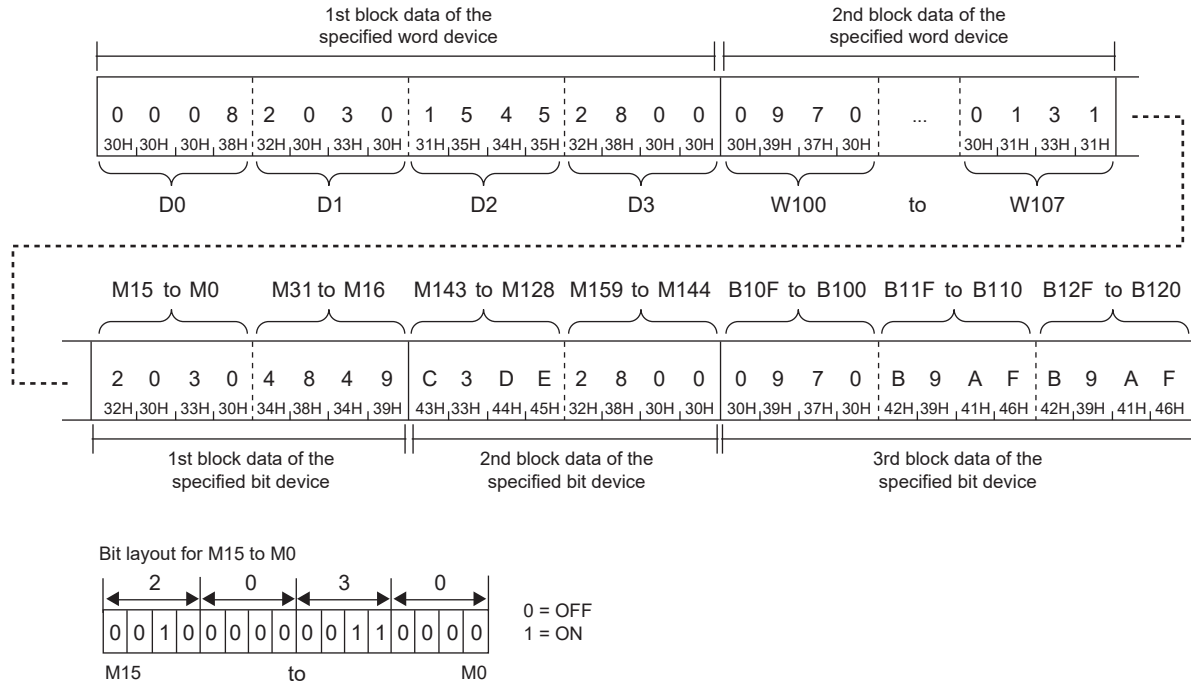 1st block data of the
specified word device
2nd block data of the
specified word device
0 0 0 8 2 0 3 0 1 5 4 5 2 8 0 0 0 9 7 0 ... 0 1 3 1
30H 30H 30H 38H 32H 30H 33H 30H 31H 35H 34H 35H 32H 38H 30H 30H 30H 39H 37H 30H 30H 31H 33H 31H
D0 D1 D2 D3 W100 to W107
M15 to M0 M31 to M16 M143 to M128 M159 to M144 B10F to B100 B11F to B110 B12F to B120
2 0 3 0 4 8 4 9 C 3 D E 2 8 0 0 0 9 7 0 B 9 A F B 9 A F
32H 30H 33H 30H 34H 38H 34H 39H 43H 33H 44H 45H 32H 38H 30H 30H 30H 39H 37H 30H 42H 39H 41H 46H 42H 39H 41H 46H
1st block data of the
specified bit device
2nd block data of the
specified bit device
3rd block data of the
specified bit device
Bit layout for M15 to M0
2 0 3 0
0 0 1 0 0 0 0 0 0 0 1 1 0 0 0 0
M15 to M0
0 = OFF
1 = ON